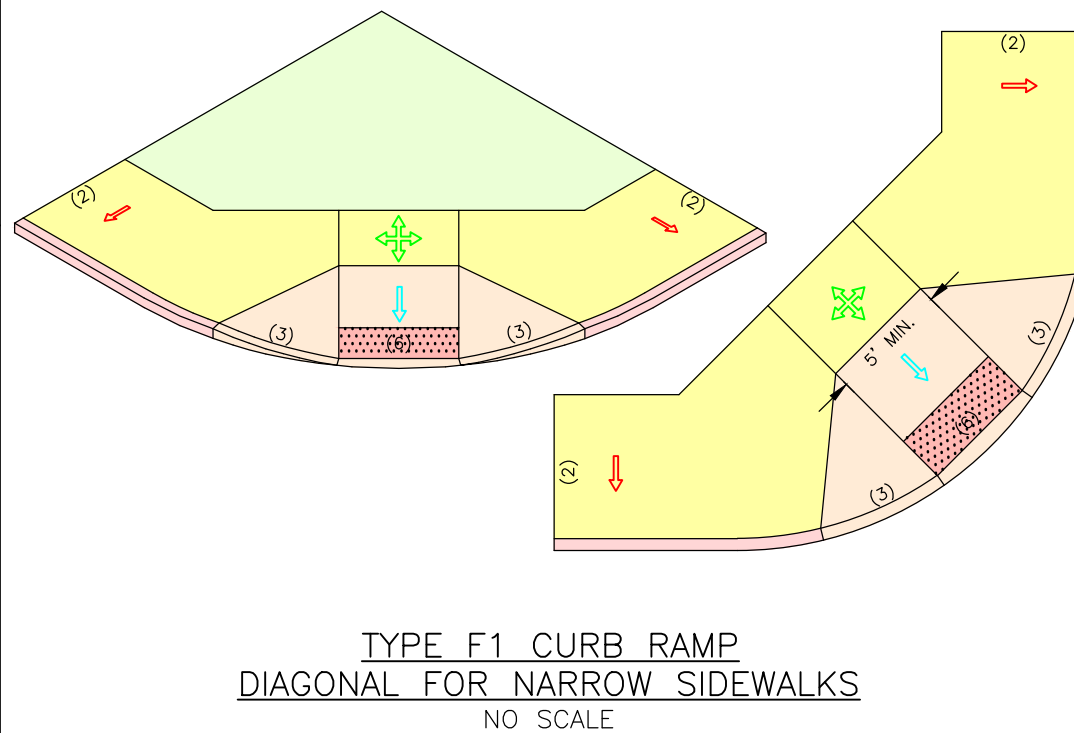 (2)
(2)
(2)
(3)
(6)
(3)
5' MIN.
(3)
(6)
(2)
(3)
TYPE F1 CURB RAMP
DIAGONAL FOR NARROW SIDEWALKS
NO SCALE